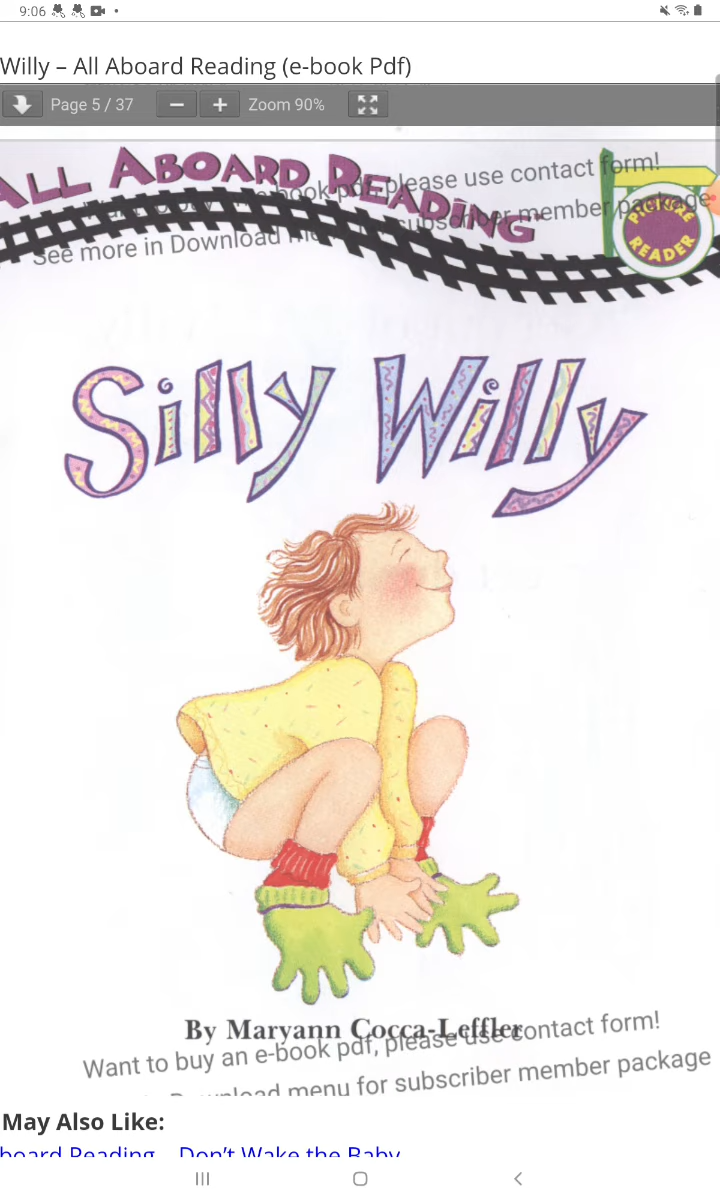 9:06
Willy – All Aboard Reading (e-book Pdf)
Page 5 / 37
Zoom 90%
ALL ABOARD READING
PICTURE READER
please use contact form!
subscriber member package
See more in Download
Silly Willy
By Maryann Cocca-Leffler
Want to buy an e-book pdf, please use contact form!
Download menu for subscriber member package
May Also Like:
board Reading – Don't Wake the Baby